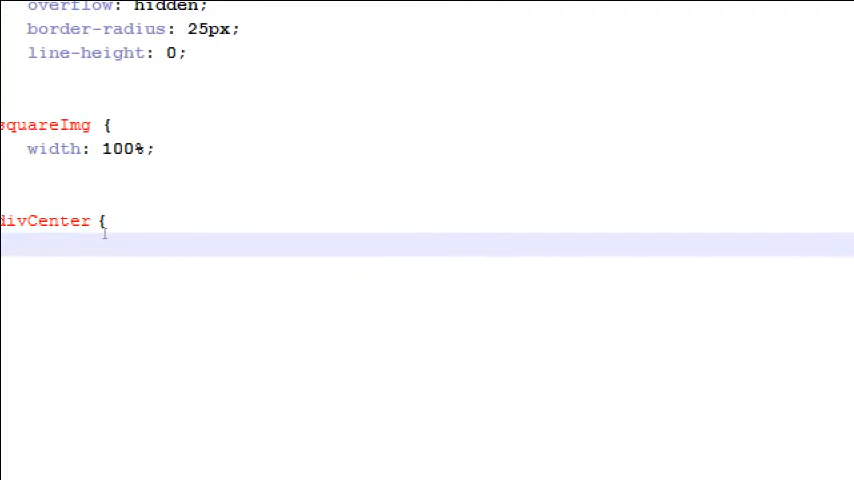 overflow: hidden;
border-radius: 25px;
line-height: 0;
squareImg {
width: 100%;
divCenter {